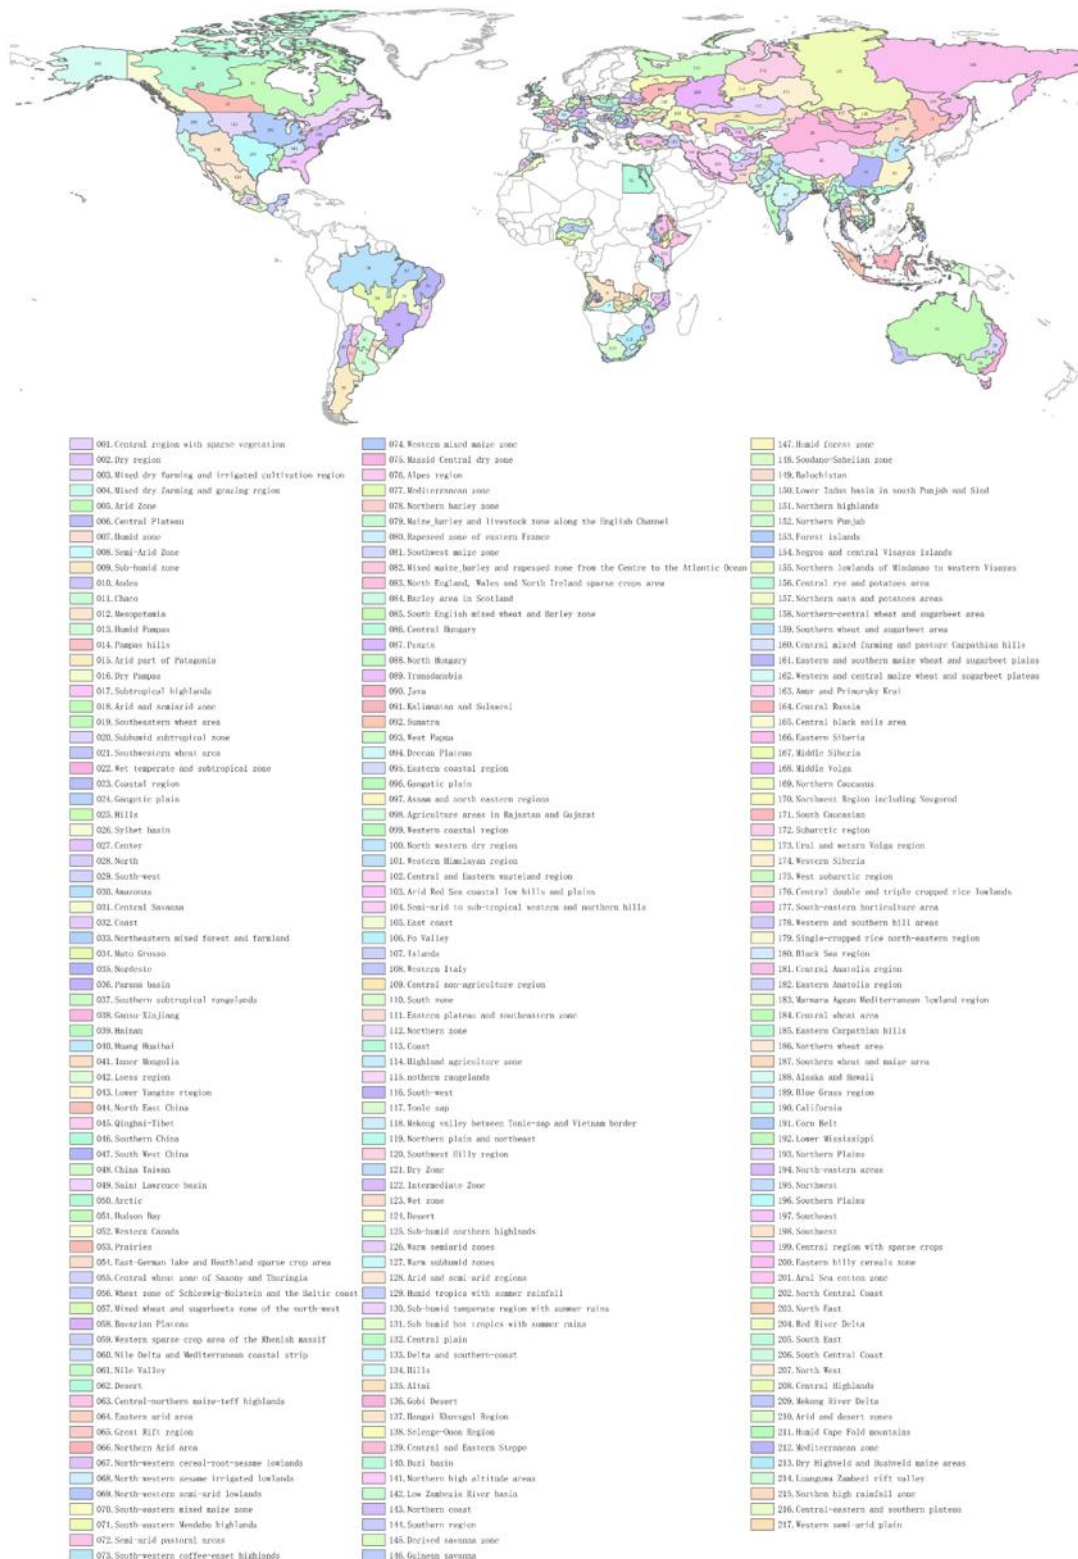 001.Central region with sparse vegetation
002.Dry region
003.Mixed dry farming and irrigated cultivation region
004.Mixed dry farming and grazing region
005.Arid Zone
006.Central Plateau
007.Humid zone
008.Semi-Arid Zone
009.Sub-humid zone
010.Andes
011.Chaco
012.Mesopotamia
013.Humid Pampas
014.Pampas hills
015.Arid part of Patagonia
016.Dry Pampas
017.Subtropical highlands
018.Arid and semiarid zone
019.Southeastern wheat area
020.Subhumid subtropical zone
021.Southwestern wheat area
022.Wet temperate and subtropical zone
023.Coastal region
024.Gangetic plain
025.Hills
026.Sylhet basin
027.Center
028.North
029.South-west
030.Amazonas
031.Central Savanna
032.Coast
033.Northeastern mixed forest and farmland
034.Mato Grosso
035.Nordeste
036.Parana basin
037.Southern subtropical rangelands
038.Gansu-Xinjiang
039.Hainan
040.Huang Huaihai
041.Inner Mongolia
042.Loess region
043.Lower Yangtze rtegion
044.North East China
045.Qinghai-Tibet
046.Southern China
047.South West China
048.China Taiwan
049.Saint Lawrence basin
050.Arctic
051.Hudson Bay
052.Western Canada
053.Prairies
054.East-German lake and Heathland sparse crop area
055.Central wheat zone of Saxony and Thuringia
056.Wheat zone of Schleswig-Holstein and the Baltic coast
057.Mixed wheat and sugarbeets zone of the north-west
058.Bavarian Plateau
059.Western sparse crop area of the Rhenish massif
060.Nile Delta and Mediterranean coastal strip
061.Nile Valley
062.Desert
063.Central-northern maize-teff highlands
064.Eastern arid area
065.Great Rift region
066.Northern Arid area
067.North-western cereal-root-sesame lowlands
068.North-western sesame irrigated lowlands
069.North-western semi-arid lowlands
070.South-eastern mixed maize zone
071.South-eastern Mendebo highlands
072.Semi-arid pastoral areas
073.South-western coffee-enset highlands
074.Western mixed maize zone
075.Massid Central dry zone
076.Alpes region
077.Mediterranean zone
078.Northern barley zone
079.Maize_barley and livestock zone along the English Channel
080.Rapeseed zone of eastern France
081.Southwest maize zone
082.Mixed maize_barley and rapeseed zone from the Centre to the Atlantic Ocean
083.North England, Wales and North Ireland sparse crops area
084.Barley area in Scotland
085.South English mixed wheat and Barley zone
086.Central Hungary
087.Puszta
088.North Hungary
089.Transdanubia
090.Java
091.Kalimantan and Sulawesi
092.Sumatra
093.West Papua
094.Deccan Plateau
095.Eastern coastal region
096.Gangatic plain
097.Assam and north eastern regions
098.Agriculture areas in Rajastan and Gujarat
099.Western coastal region
100.North western dry region
101.Western Himalayan region
102.Central and Eastern wasteland region
103.Arid Red Sea coastal low hills and plains
104.Semi-arid to sub-tropical western and northern hills
105.East coast
106.Po Valley
107.Islands
108.Western Italy
109.Central non-agriculture region
110.South zone
111.Eastern plateau and southeastern zone
112.Northern zone
113.Coast
114.Highland agriculture zone
115.nothern rangelands
116.South-west
117.Tonle sap
118.Mekong valley between Tonle-sap and Vietnam border
119.Northern plain and northeast
120.Southwest Hilly region
121.Dry Zone
122.Intermediate Zone
123.Wet zone
124.Desert
125.Sub-humid northern highlands
126.Warm semiarid zones
127.Warm subhumid zones
128.Arid and semi-arid regions
129.Humid tropics with summer rainfall
130.Sub-humid temperate region with summer rains
131.Sub humid hot tropics with summer rains
132.Central plain
133.Delta and southern-coast
134.Hills
135.Altai
136.Gobi Desert
137.Hangai Khuvsgul Region
138.Selenge-Onon Region
139.Central and Eastern Steppe
140.Buzi basin
141.Northern high altitude areas
142.Low Zambezia River basin
143.Northern coast
144.Southern region
145.Derived savanna zone
146.Guinean savanna
147.Humid forest zone
148.Soudano-Sahelian zone
149.Balochistan
150.Lower Indus basin in south Punjab and Sind
151.Northern highlands
152.Northern Punjab
153.Forest islands
154.Negros and central Visayas islands
155.Northern lowlands of Mindanao to western Visayas
156.Central rye and potatoes area
157.Northern oats and potatoes areas
158.Northern-central wheat and sugarbeet area
159.Southern wheat and sugarbeet area
160.Central mixed farming and pasture Carpathian hills
161.Eastern and southern maize wheat and sugarbeet plains
162.Western and central maize wheat and sugarbeet plateau
163.Amur and Primorsky Krai
164.Central Russia
165.Central black soils area
166.Eastern Siberia
167.Middle Siberia
168.Middle Volga
169.Northern Caucasus
170.Northwest Region including Novgorod
171.South Caucasian
172.Subarctic region
173.Ural and wetarn Volga region
174.Western Siberia
175.West subarctic region
176.Central double and triple cropped rice lowlands
177.South-eastern horticulture area
178.Western and southern hill areas
179.Single-cropped rice north-eastern region
180.Black Sea region
181.Central Anatolia region
182.Eastern Anatolia region
183.Marmara Agean Mediterranean lowland region
184.Central wheat area
185.Eastern Carpathian hills
186.Northern wheat area
187.Southern wheat and maize area
188.Alaska and Hawaii
189.Blue Grass region
190.California
191.Corn Belt
192.Lower Mississippi
193.Northern Plains
194.North-eastern areas
195.Northwest
196.Southern Plains
197.Southeast
198.Southwest
199.Central region with sparse crops
200.Eastern hilly cereals zone
201.Aral Sea cotton zone
202.North Central Coast
203.North East
204.Red River Delta
205.South East
206.South Central Coast
207.North West
208.Central Highlands
209.Mekong River Delta
210.Arid and desert zones
211.Humid Cape Fold mountains
212.Mediterranean zone
213.Dry Highveld and Bushveld maize areas
214.Luanguwa Zambezi rift valley
215.Northen high rainfall zone
216.Central-eastern and southern plateau
217.Western semi-arid plain